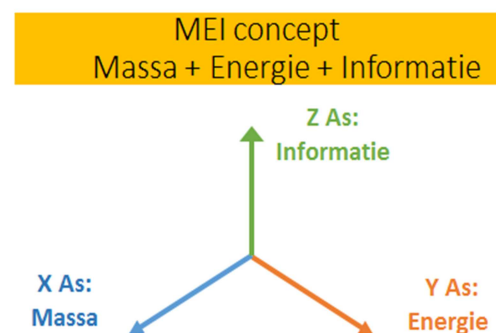 MEI concept
Massa + Energie + Informatie
Z As:
Informatie
X As:
Massa
Y As:
Energie